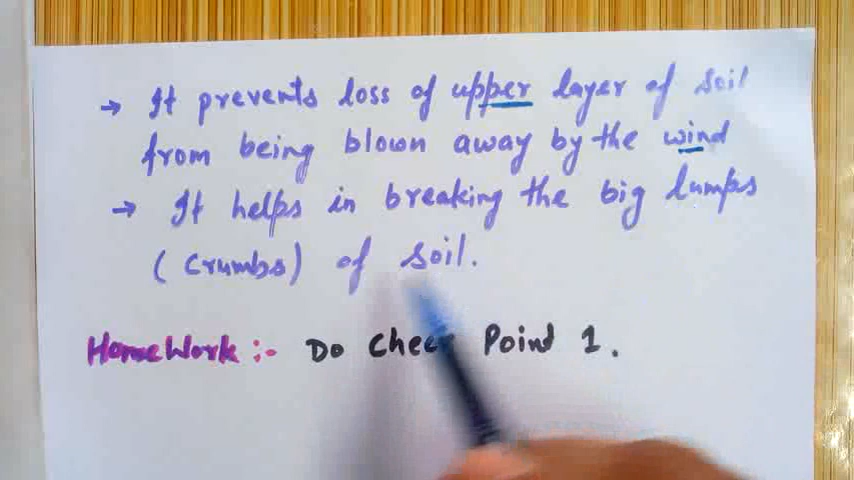 → It prevents loss of upper layer of soil
from being blown away by the wind
→ It helps in breaking the big lumps
(crumbs) of soil.
HomeWork :- Do Check Point 1.